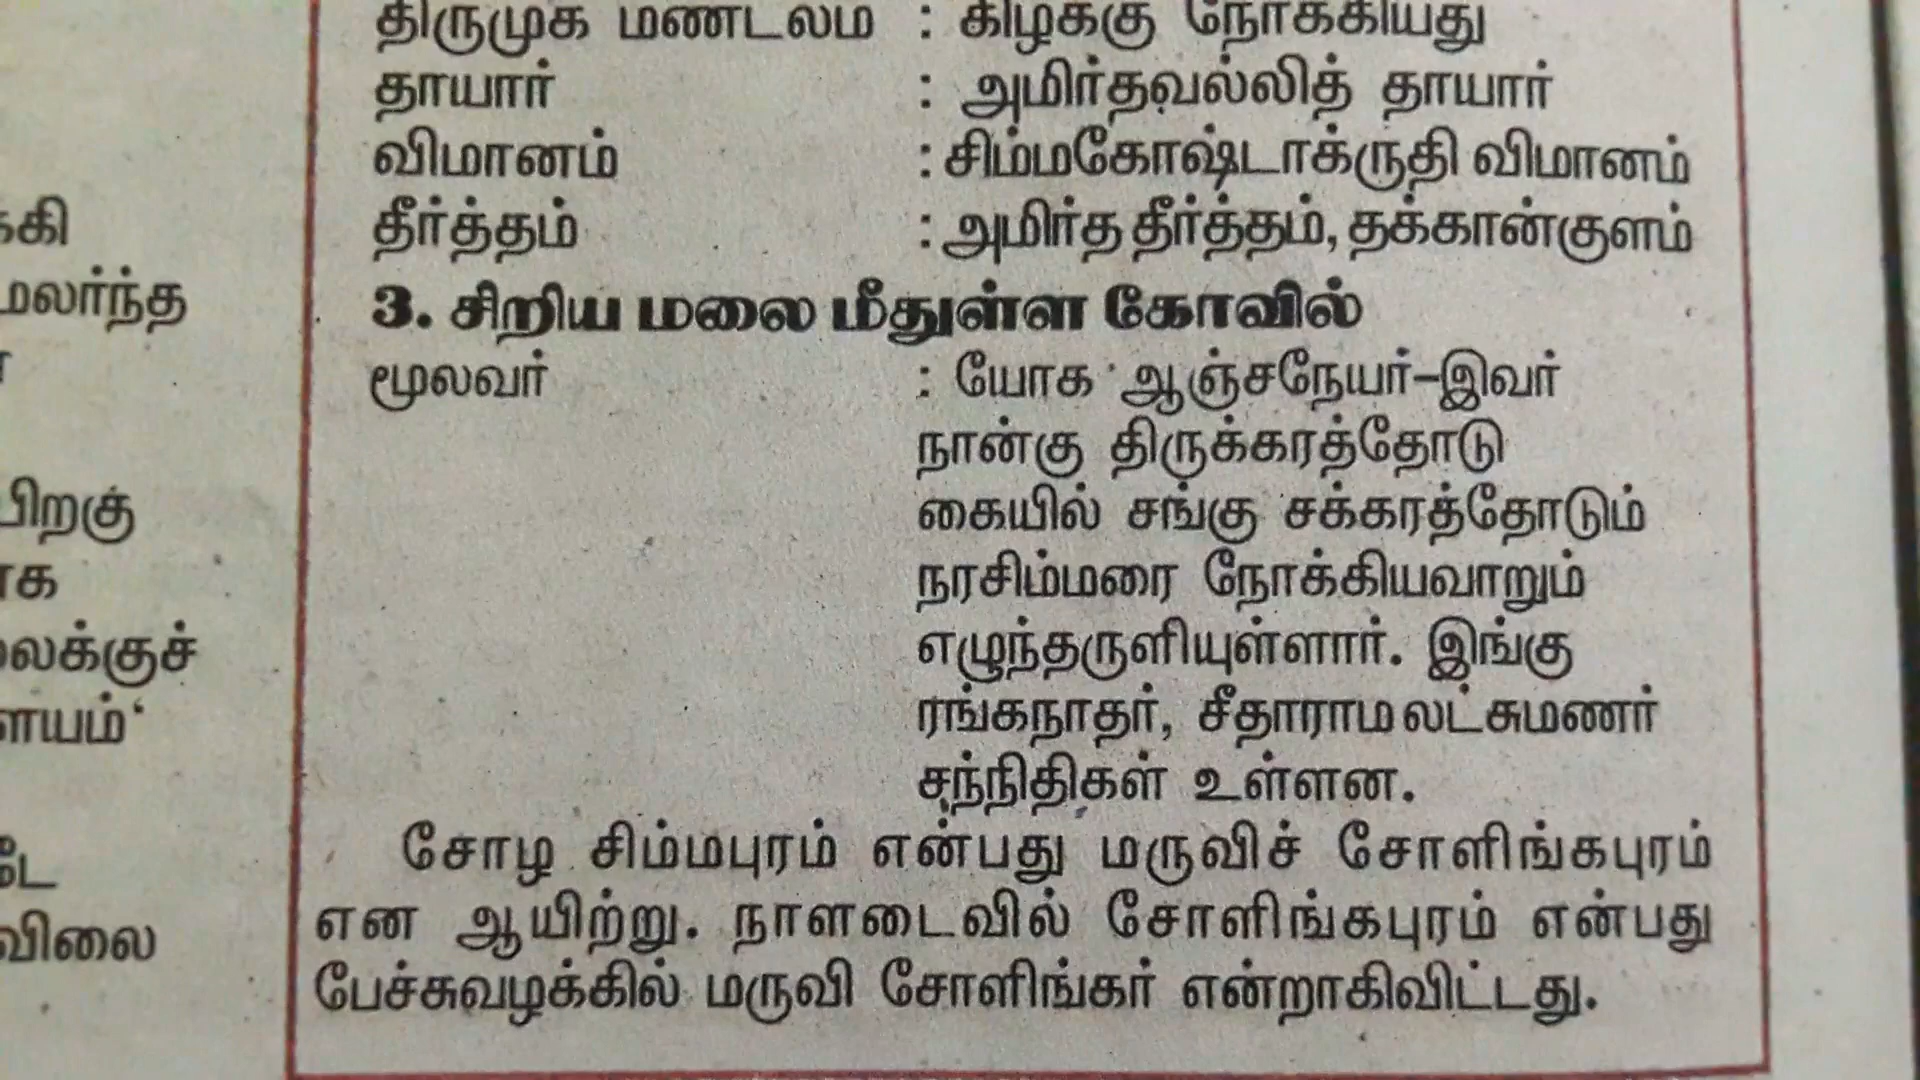 திருமுக மண்டலம : கிழக்கு நோக்கியது
தாயார் : அமிர்தவல்லித் தாயார்
விமானம் : சிம்மகோஷ்டாக்ருதி விமானம்
தீர்த்தம் : அமிர்த தீர்த்தம், தக்கான்குளம்
3. சிறிய மலை மீதுள்ள கோவில்
மூலவர் : யோக ஆஞ்சநேயர்–இவர்
நான்கு திருக்கரத்தோடு
கையில் சங்கு சக்கரத்தோடும்
நரசிம்மரை நோக்கியவாறும்
எழுந்தருளியுள்ளார். இங்கு
ரங்கநாதர், சீதாராம லட்சுமணர்
சந்நிதிகள் உள்ளன.
சோழ சிம்மபுரம் என்பது மருவிச் சோளிங்கபுரம்
என ஆயிற்று. நாளடைவில் சோளிங்கபுரம் என்பது
பேச்சுவழக்கில் மருவி சோளிங்கர் என்றாகிவிட்டது.
க்கி
மலர்ந்த
பிறகு
லைக்குச்
ளயம்‘
டே
விலை